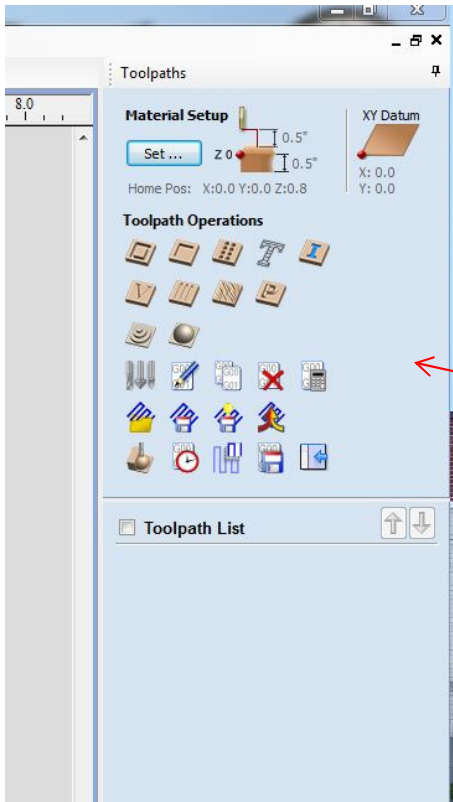 Toolpaths
8.0
Material Setup
XY Datum
0.5"
Set ...
Z 0
0.5"
X: 0.0
Home Pos: X:0.0 Y:0.0 Z:0.8
Y: 0.0
Toolpath Operations
Toolpath List